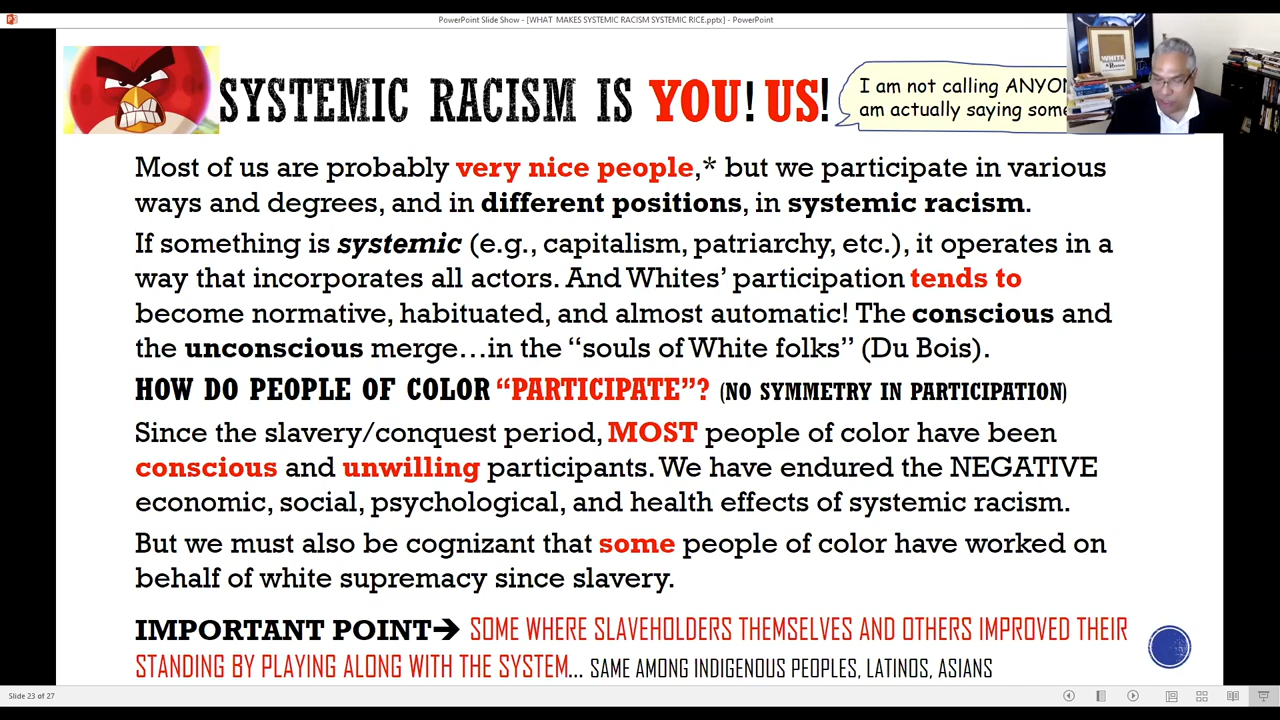 PowerPoint Slide Show - [WHAT MAKES SYSTEMIC RACISM SYSTEMIC RICE.pptx] - PowerPoint
SYSTEMIC RACISM IS YOU! US!
I am not calling
am actually saying
WHITE
Most of us are probably very nice people,* but we participate in various
ways and degrees, and in different positions, in systemic racism.
If something is systemic (e.g., capitalism, patriarchy, etc.), it operates in a
way that incorporates all actors. And Whites' participation tends to
become normative, habituated, and almost automatic! The conscious and
the unconscious merge…in the “souls of White folks” (Du Bois).
HOW DO PEOPLE OF COLOR “PARTICIPATE”? (NO SYMMETRY IN PARTICIPATION)
Since the slavery/conquest period, MOST people of color have been
conscious and unwilling participants. We have endured the NEGATIVE
economic, social, psychological, and health effects of systemic racism.
But we must also be cognizant that some people of color have worked on
behalf of white supremacy since slavery.
IMPORTANT POINT➔ SOME WHERE SLAVEHOLDERS THEMSELVES AND OTHERS IMPROVED THEIR
STANDING BY PLAYING ALONG WITH THE SYSTEM… SAME AMONG INDIGENOUS PEOPLES, LATINOS, ASIANS
Slide 23 of 27